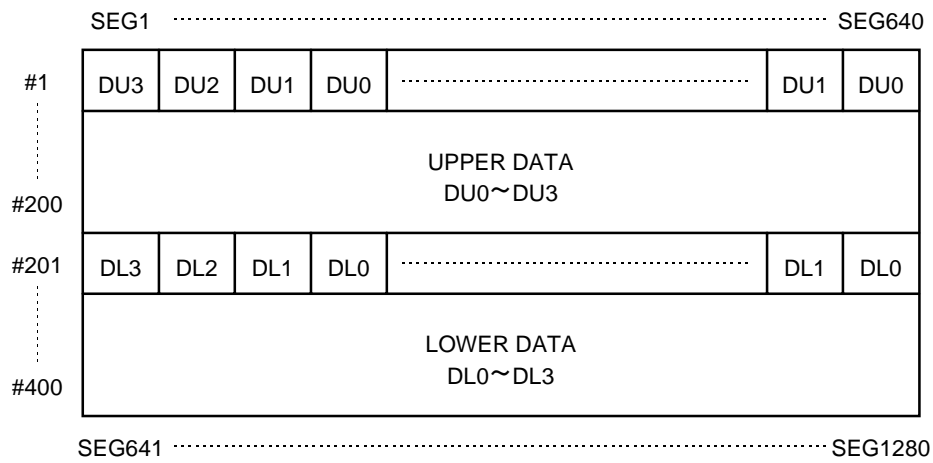 SEG1 SEG640
#1 DU3 DU2 DU1 DU0 DU1 DU0
UPPER DATA
DU0～DU3
#200
#201 DL3 DL2 DL1 DL0 DL1 DL0
LOWER DATA
DL0～DL3
#400
SEG641 SEG1280